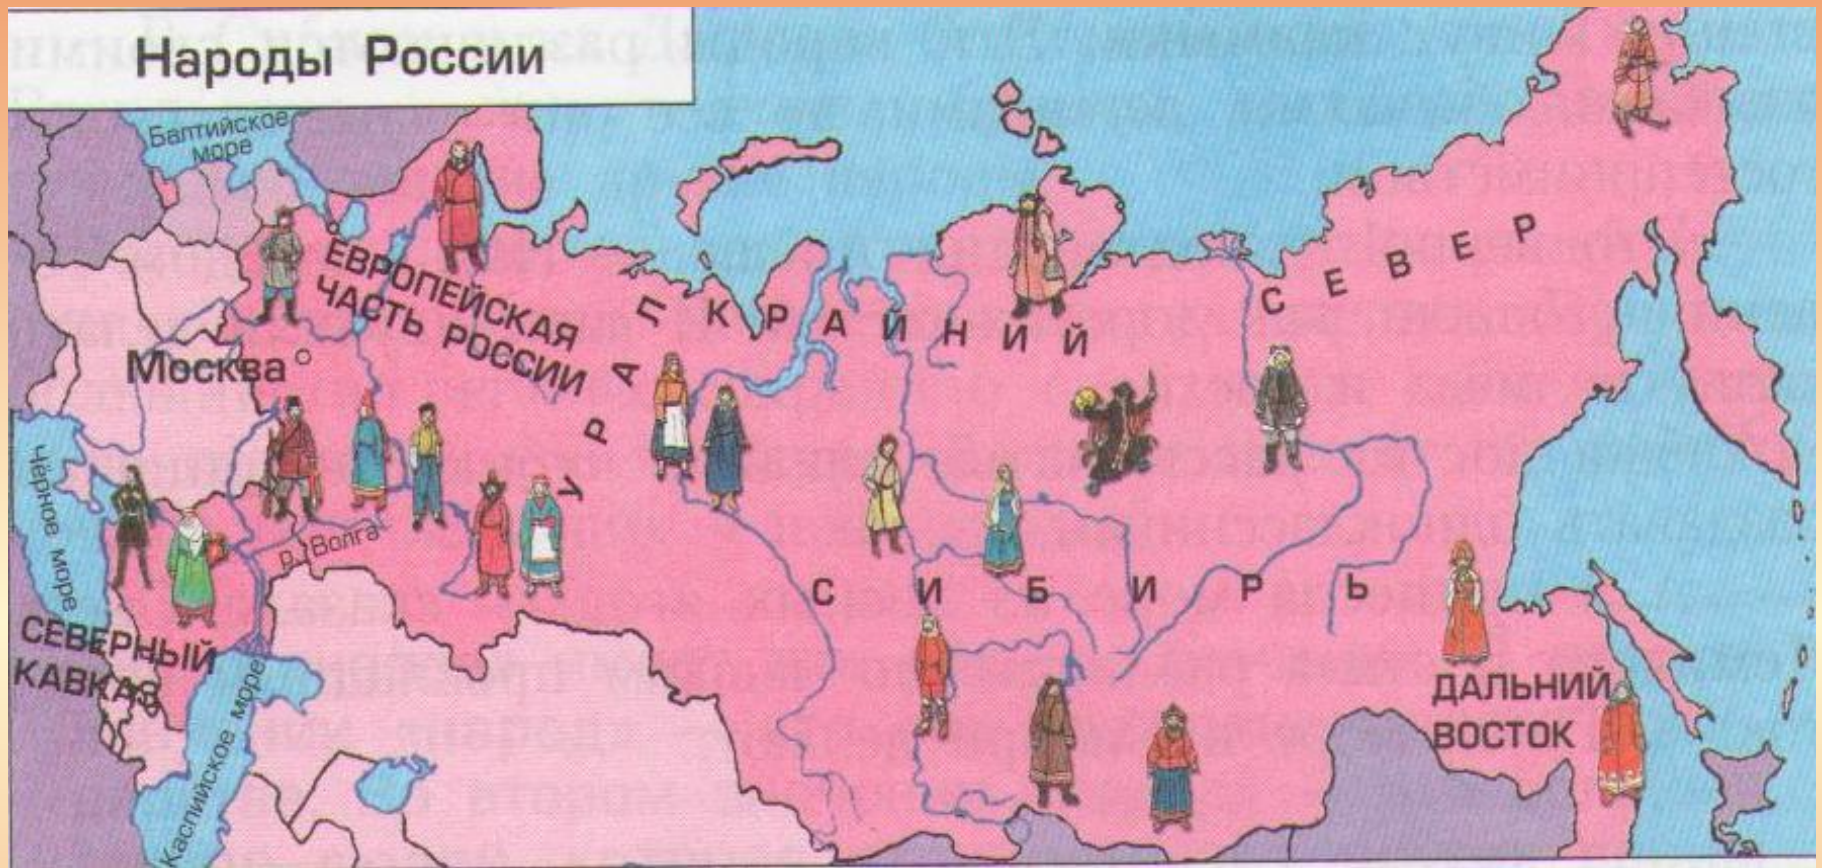 Народы России
Балтийское
море
ЕВРОПЕЙСКАЯ
ЧАСТЬ РОССИИ
УРАЛ
КРАЙНИЙ СЕВЕР
Москва
Чёрное море
р. Волга
СИБИРЬ
СЕВЕРНЫЙ
КАВКАЗ
Каспийское море
ДАЛЬНИЙ
ВОСТОК